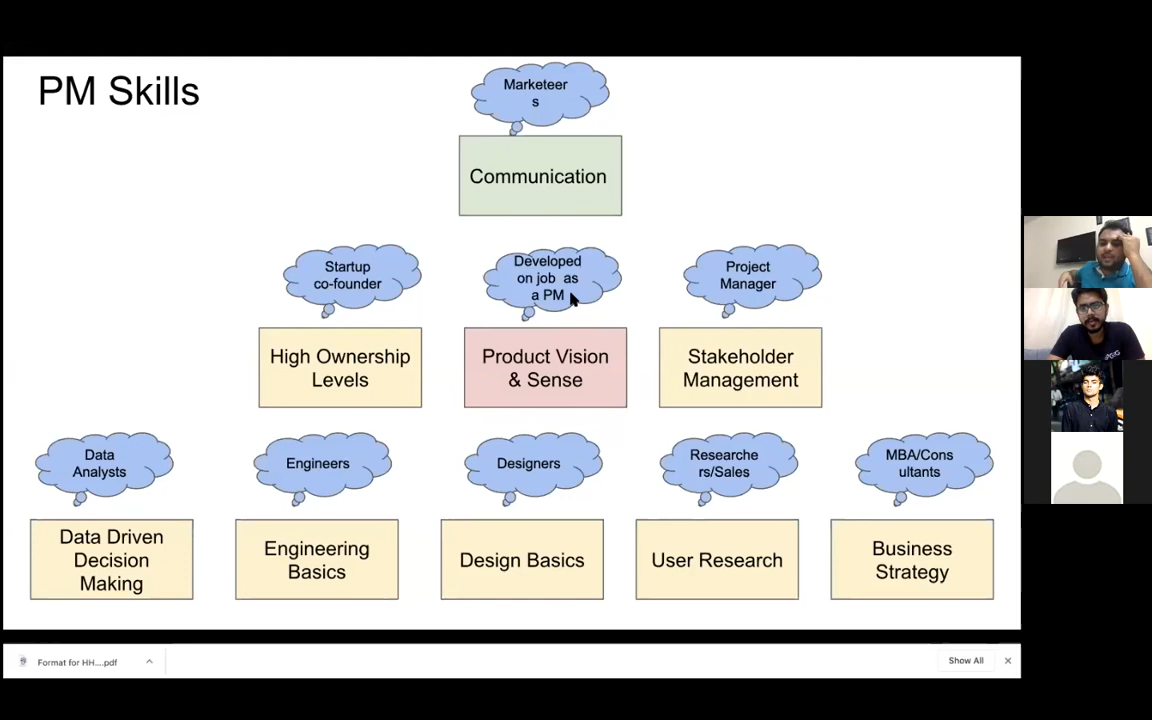 PM Skills
Marketeer
s
Communication
Startup
co-founder
Developed
on job as
a PM
Project
Manager
High Ownership
Levels
Product Vision
& Sense
Stakeholder
Management
Data
Analysts
Engineers
Designers
Researche
rs/Sales
MBA/Cons
ultants
Data Driven
Decision
Making
Engineering
Basics
Design Basics
User Research
Business
Strategy
Format for HH....pdf
Show All